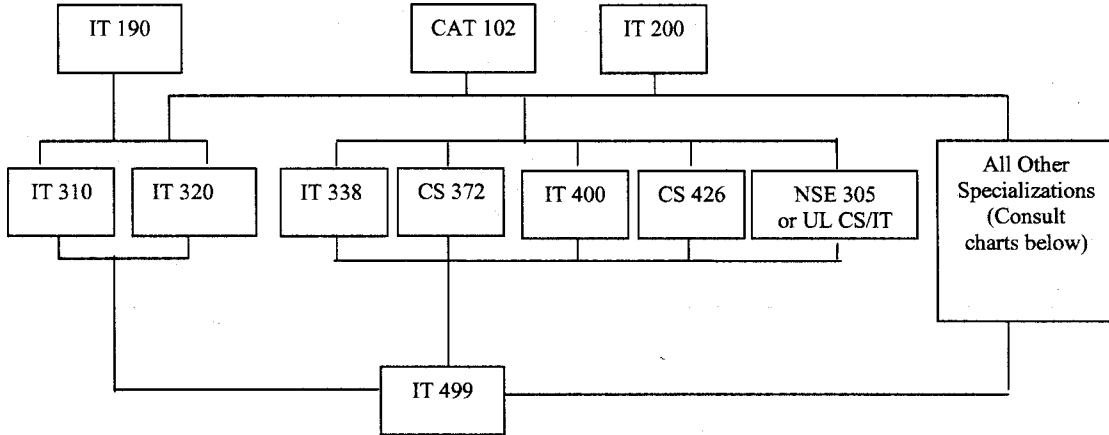 IT 190
CAT 102
IT 200
IT 310
IT 320
IT 338
CS 372
IT 400
CS 426
NSE 305
or UL CS/IT
All Other
Specializations
(Consult
charts below)
IT 499